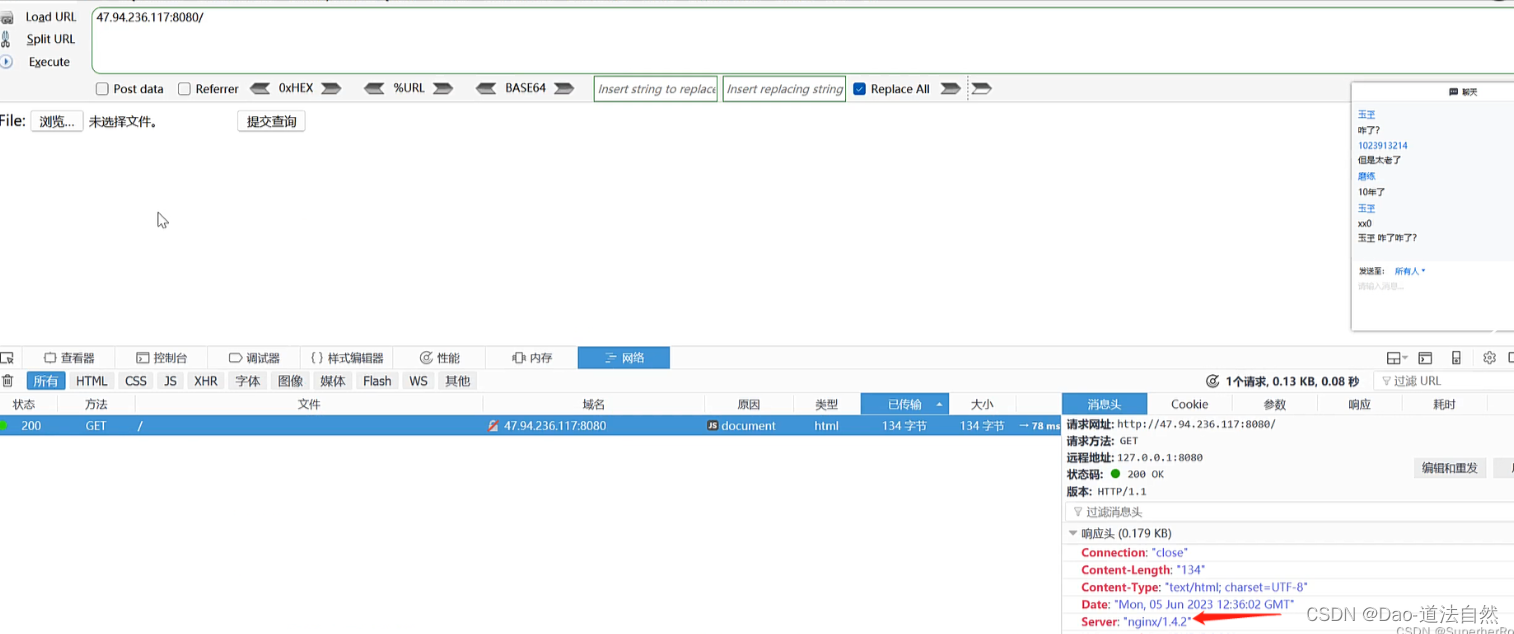 Load URL
47.94.236.117:8080/
Split URL
Execute
Post data Referrer 0xHEX %URL BASE64 Insert string to replace Insert replacing string Replace All
File: 浏览... 未选择文件。 提交查询
聊天
玉玊
咋了?
1023913214
但是太老了
磨练
10年了
玉玊
xx0
玉玊 咋了咋了?
发送至: 所有人
请输入消息...
查看器 控制台 调试器 {} 样式编辑器 性能 内存 网络
所有 HTML CSS JS XHR 字体 图像 媒体 Flash WS 其他 1个请求, 0.13 KB, 0.08 秒 过滤 URL
状态 方法 文件 域名 原因 类型 已传输 大小 消息头 Cookie 参数 响应 耗时
200 GET / 47.94.236.117:8080 JS document html 134 字节 134 字节 → 78 ms
请求网址: http://47.94.236.117:8080/
请求方法: GET
远程地址: 127.0.0.1:8080
状态码: 200 OK
编辑和重发
版本: HTTP/1.1
过滤消息头
响应头 (0.179 KB)
Connection: "close"
Content-Length: "134"
Content-Type: "text/html; charset=UTF-8"
Date: "Mon, 05 Jun 2023 12:36:02 GMT"
Server: "nginx/1.4.2"
CSDN @Dao-道法自然